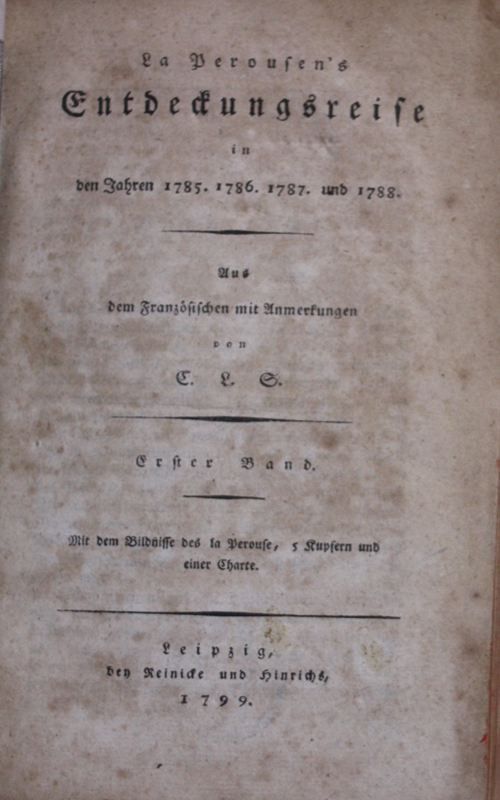 La Perousen's
Entdeckungsreise
in
den Jahren 1785. 1786. 1787. und 1788.
Aus
dem Französischen mit Anmerkungen
von
C. L. S.
Erster Band.
Mit dem Bildnisse des la Perouse, 5 Kupfern und
einer Charte.
Leipzig,
bey Reinicke und Hinrichs,
1799.